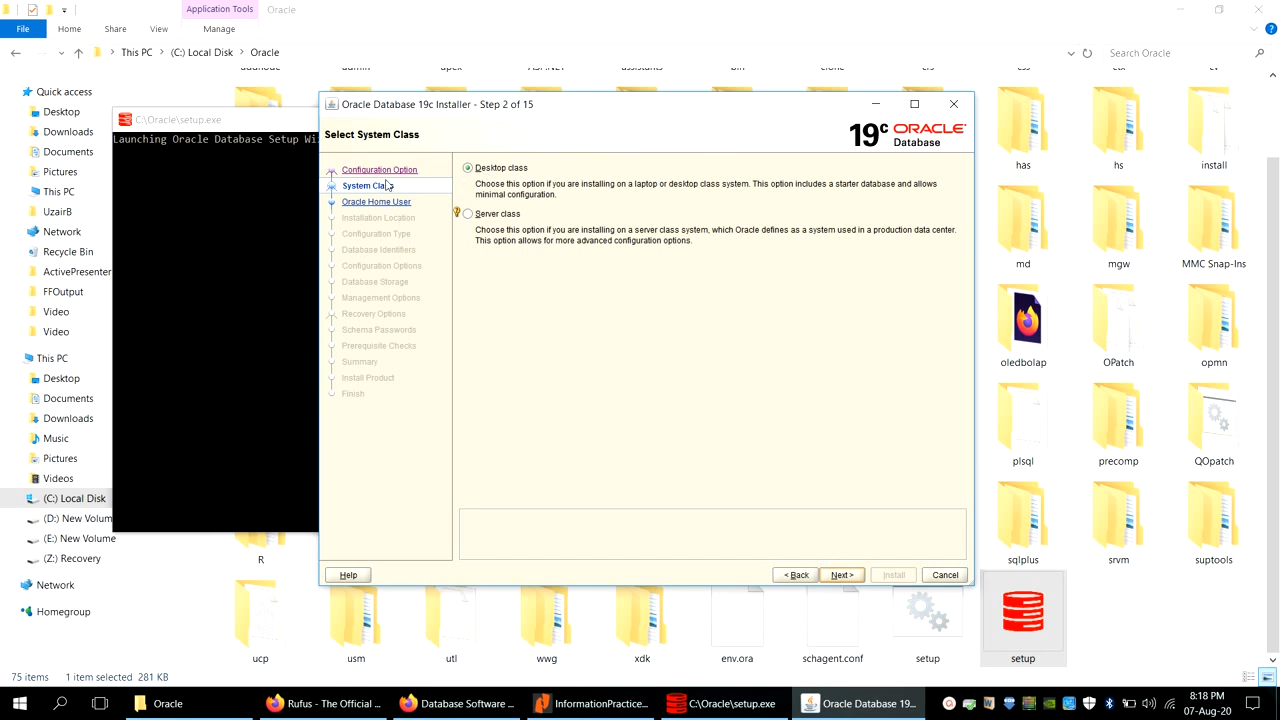 Application Tools
Oracle
File
Home
Share
View
Manage
This PC
(C:) Local Disk
Oracle
Search Oracle
Quick access
Desktop
Downloads
Documents
Pictures
This PC
UzairB
Network
Recycle Bin
ActivePresenter
FFOutput
Video
Video
This PC
Desktop
Documents
Downloads
Music
Pictures
Videos
(C:) Local Disk
(D:) New Volum
(E:) New Volume
(Z:) Recovery
Network
Homegroup
C:\Oracle\setup.exe
Launching Oracle Database Setup Wi
Oracle Database 19c Installer - Step 2 of 15
Select System Class
19c ORACLE
Database
Configuration Option
System Class
Oracle Home User
Installation Location
Configuration Type
Database Identifiers
Configuration Options
Database Storage
Management Options
Recovery Options
Schema Passwords
Prerequisite Checks
Summary
Install Product
Finish
Desktop class
Choose this option if you are installing on a laptop or desktop class system. This option includes a starter database and allows
minimal configuration.
Server class
Choose this option if you are installing on a server class system, which Oracle defines as a system used in a production data center.
This option allows for more advanced configuration options.
Help
< Back
Next >
Install
Cancel
has
hs
install
md
mgw
MMC Snap-Ins
oledbolap
OPatch
opmn
plsql
precomp
QOpatch
R
sqlplus
srvm
suptools
ucp
usm
utl
wwg
xdk
env.ora
schagent.conf
setup
setup
75 items
1 item selected 281 KB
Oracle
Rufus - The Official ...
Database Software ...
InformationPractice...
C:\Oracle\setup.exe
Oracle Database 19...
8:18 PM
07-Aug-20